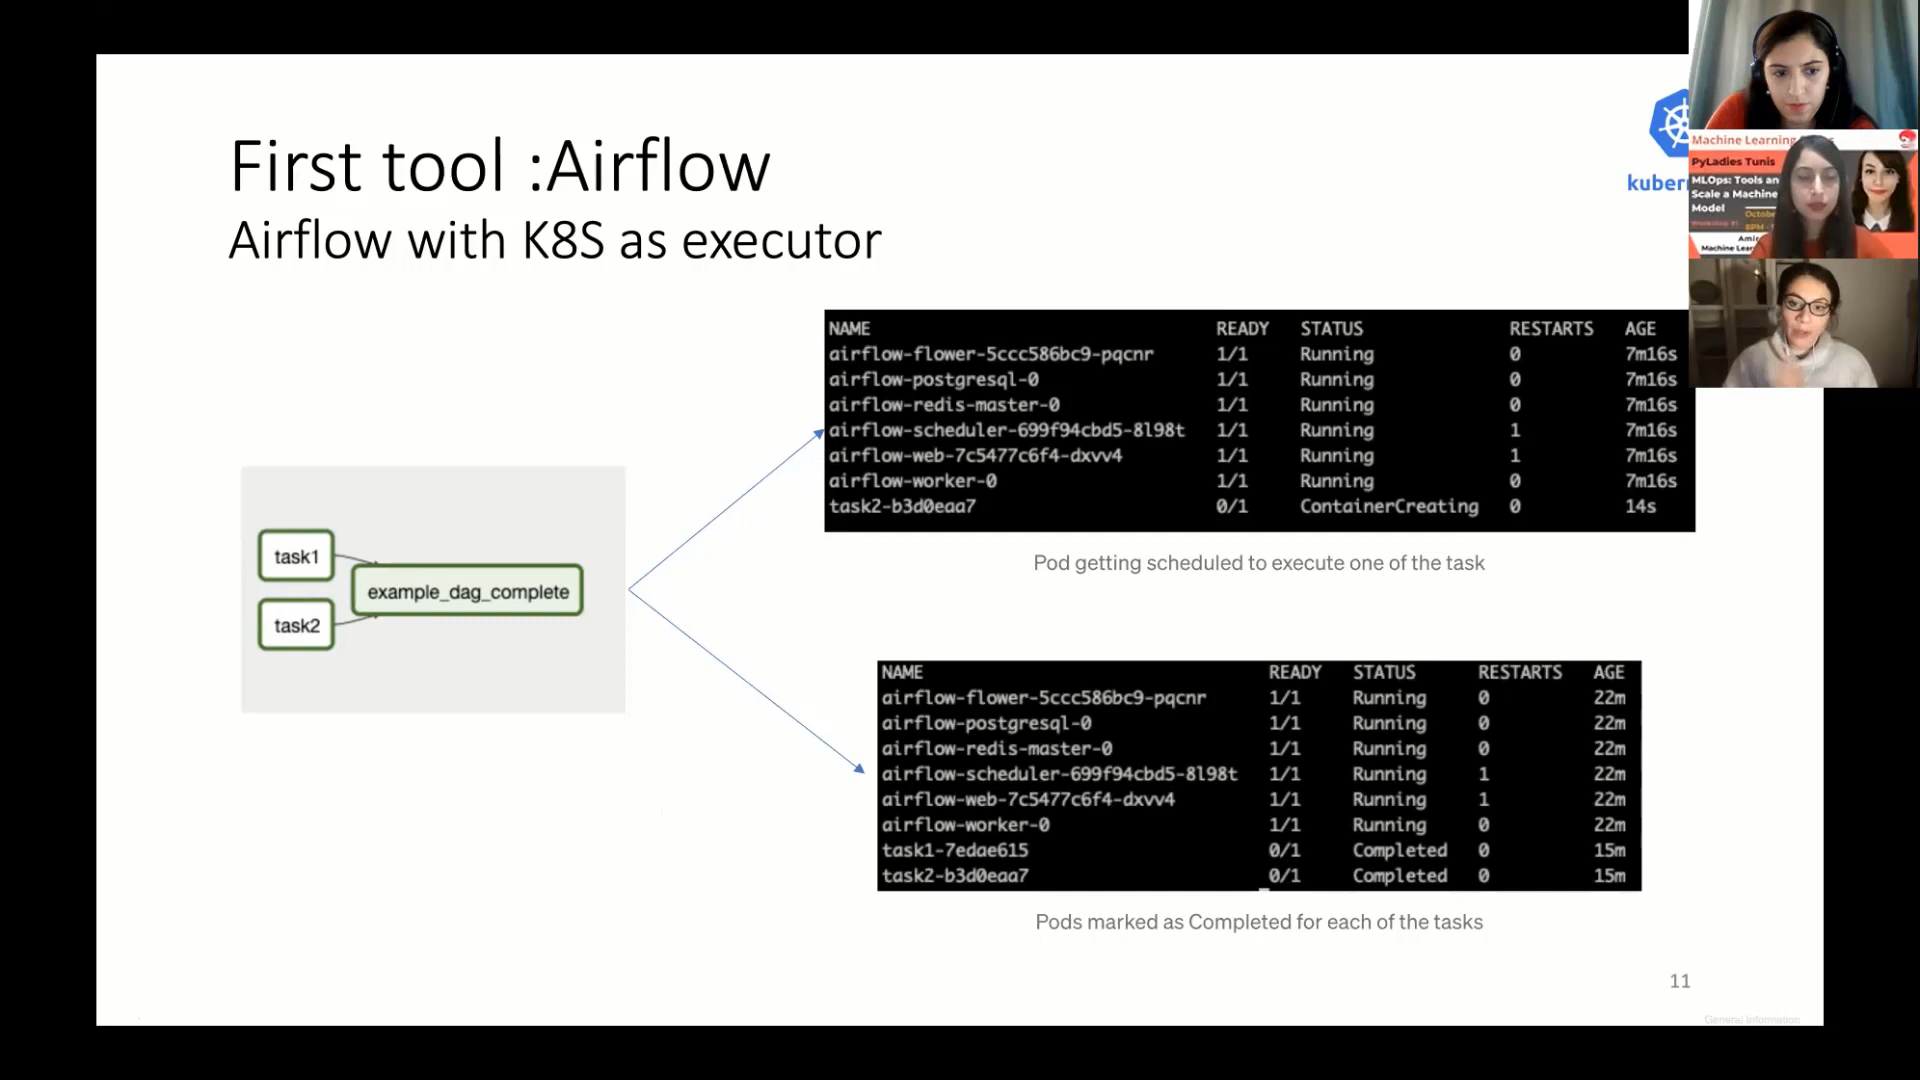 First tool :Airflow
Airflow with K8S as executor
kuber
Machine Learning
PyLadies Tunis
MLOps: Tools an
Scale a Machine
Model
Octobe
8PM -
Ami
Machine Lear
NAME READY STATUS RESTARTS AGE
airflow-flower-5ccc586bc9-pqcnr 1/1 Running 0 7m16s
airflow-postgresql-0 1/1 Running 0 7m16s
airflow-redis-master-0 1/1 Running 0 7m16s
airflow-scheduler-699f94cbd5-8l98t 1/1 Running 1 7m16s
airflow-web-7c5477c6f4-dxvv4 1/1 Running 1 7m16s
airflow-worker-0 1/1 Running 0 7m16s
task2-b3d0eaa7 0/1 ContainerCreating 0 14s
Pod getting scheduled to execute one of the task
task1
example_dag_complete
task2
NAME READY STATUS RESTARTS AGE
airflow-flower-5ccc586bc9-pqcnr 1/1 Running 0 22m
airflow-postgresql-0 1/1 Running 0 22m
airflow-redis-master-0 1/1 Running 0 22m
airflow-scheduler-699f94cbd5-8l98t 1/1 Running 1 22m
airflow-web-7c5477c6f4-dxvv4 1/1 Running 1 22m
airflow-worker-0 1/1 Running 0 22m
task1-7edae615 0/1 Completed 0 15m
task2-b3d0eaa7 0/1 Completed 0 15m
Pods marked as Completed for each of the tasks
11
General Information